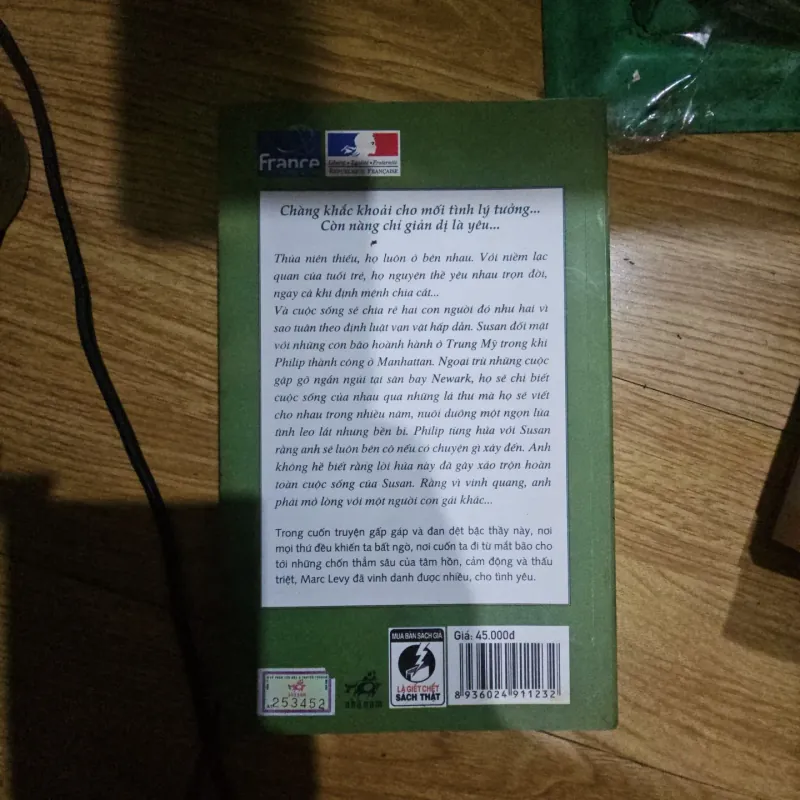 France
Liberté • Égalité • Fraternité
RÉPUBLIQUE FRANÇAISE
Chàng khắc khoải cho mối tình lý tưởng...
Còn nàng chỉ giản dị là yêu...
Thủa niên thiếu, họ luôn ở bên nhau. Với niềm lạc
quan của tuổi trẻ, họ nguyện thề yêu nhau trọn đời,
ngay cả khi định mệnh chia cắt...
Và cuộc sống sẽ chia rẽ hai con người đó như hai vì
sao tuân theo định luật vạn vật hấp dẫn. Susan đối mặt
với những con bão hoành hành ở Trung Mỹ trong khi
Philip thành công ở Manhattan. Ngoại trừ những cuộc
gặp gỡ ngắn ngủi tại sân bay Newark, họ sẽ chỉ biết
cuộc sống của nhau qua những lá thư mà họ sẽ viết
cho nhau trong nhiều năm, nuôi dưỡng một ngọn lửa
tình leo lắt nhưng bền bỉ. Philip từng hứa với Susan
rằng anh sẽ luôn bên cô nếu có chuyện gì xảy đến. Anh
không hề biết rằng lời hứa này đã gây xáo trộn hoàn
toàn cuộc sống của Susan. Rằng vì vinh quang, anh
phải mở lòng với một người con gái khác...
Trong cuốn truyện gấp gáp và đan dệt bậc thầy này, nơi
mọi thứ đều khiến ta bất ngờ, nơi cuốn ta đi từ mắt bão cho
tới những chốn thẳm sâu của tâm hồn, cảm động và thấu
triệt, Marc Levy đã vinh danh được nhiều, cho tình yêu.
MUA BÁN SÁCH GIẢ
LÀ GIẾT CHẾT
SÁCH THẬT
Giá: 45.000đ
8 936024 911232
253452
nhã nam